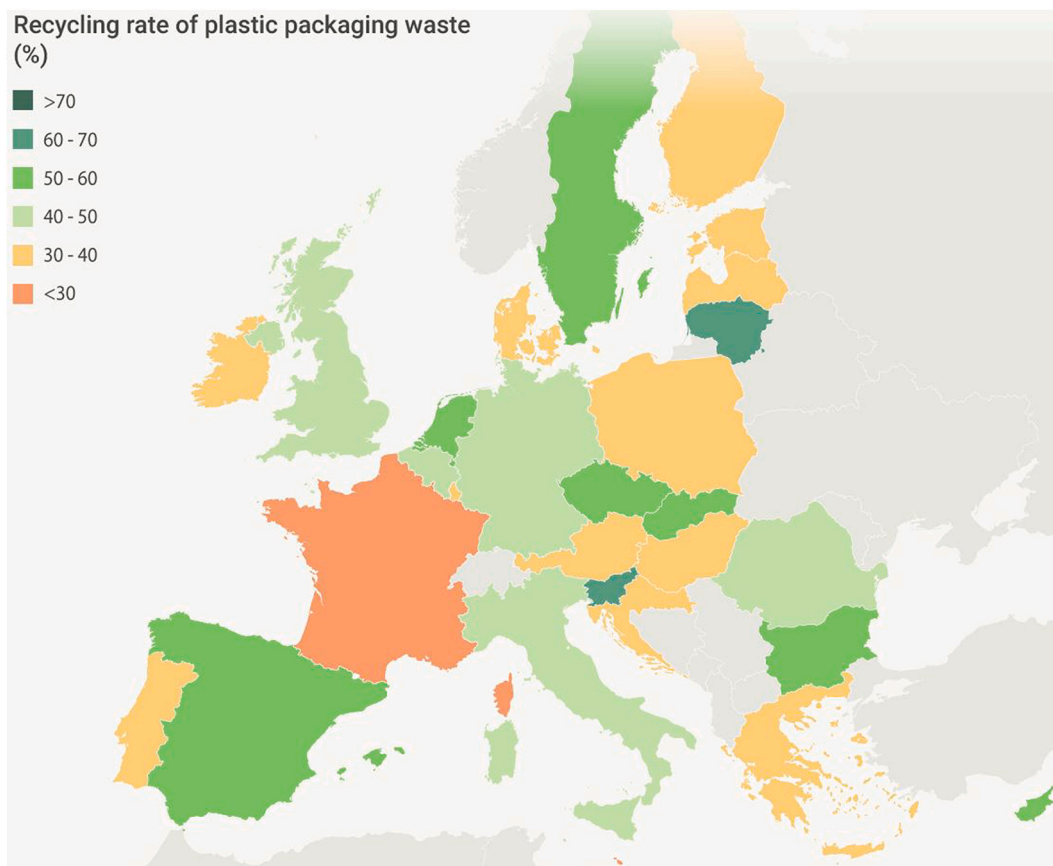 Recycling rate of plastic packaging waste
(%)
>70
60 - 70
50 - 60
40 - 50
30 - 40
<30